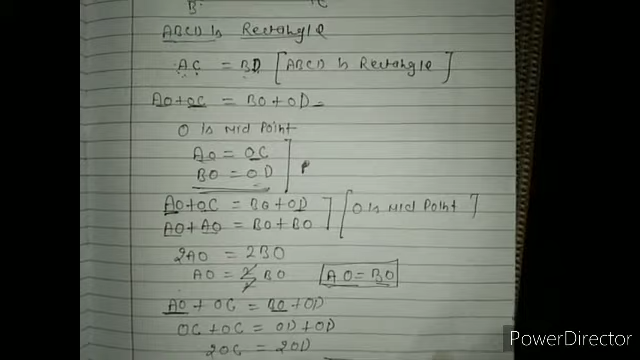 B C
ABCD Is Rectangle
AC = BD [ABCD Is Rectangle]
AO+OC = BO+OD
O Is Mid Point
AO = OC
BO = OD
AO+OC = BO+OD
[O Is Mid Point]
AO+AO = BO+BO
2AO = 2BO
AO = 2/2 BO AO=BO
AO + OC = BO+OD
OC + OC = OD+OD
2OC = 2OD
PowerDirector